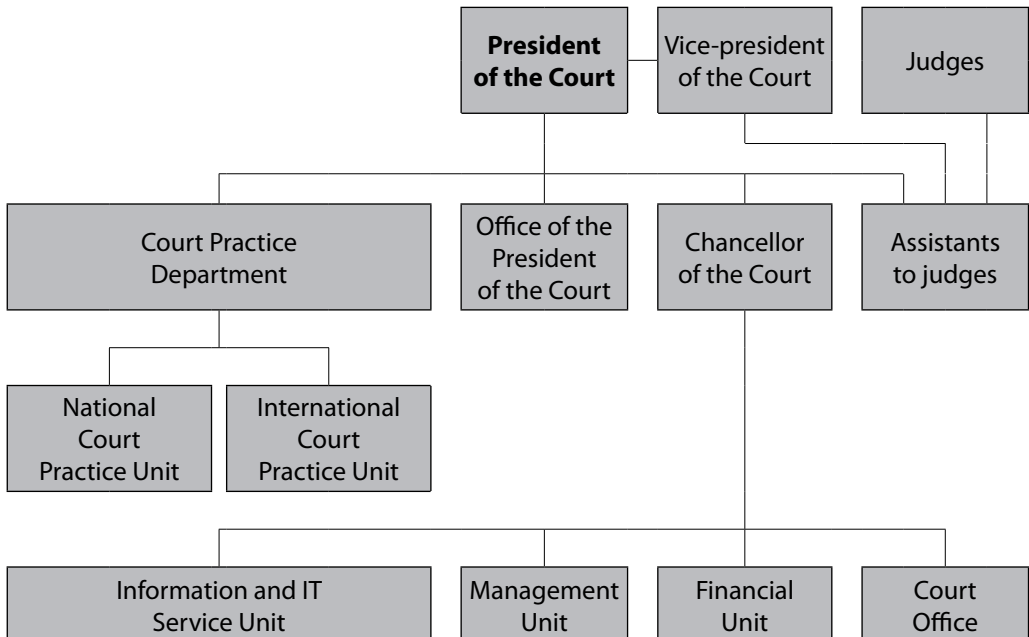 President
of the Court
Vice-president
of the Court
Judges
Court Practice
Department
Office of the
President
of the Court
Chancellor
of the Court
Assistants
to judges
National
Court
Practice Unit
International
Court
Practice Unit
Information and IT
Service Unit
Management
Unit
Financial
Unit
Court
Office